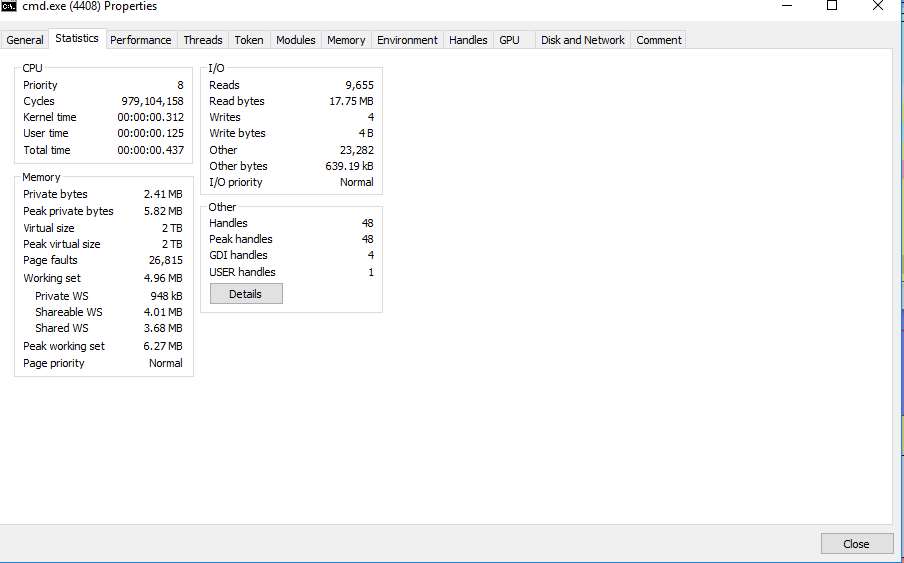 cmd.exe (4408) Properties
General Statistics Performance Threads Token Modules Memory Environment Handles GPU Disk and Network Comment
CPU
Priority 8
Cycles 979,104,158
Kernel time 00:00:00.312
User time 00:00:00.125
Total time 00:00:00.437
Memory
Private bytes 2.41 MB
Peak private bytes 5.82 MB
Virtual size 2 TB
Peak virtual size 2 TB
Page faults 26,815
Working set 4.96 MB
Private WS 948 kB
Shareable WS 4.01 MB
Shared WS 3.68 MB
Peak working set 6.27 MB
Page priority Normal
I/O
Reads 9,655
Read bytes 17.75 MB
Writes 4
Write bytes 4 B
Other 23,282
Other bytes 639.19 kB
I/O priority Normal
Other
Handles 48
Peak handles 48
GDI handles 4
USER handles 1
Details
Close